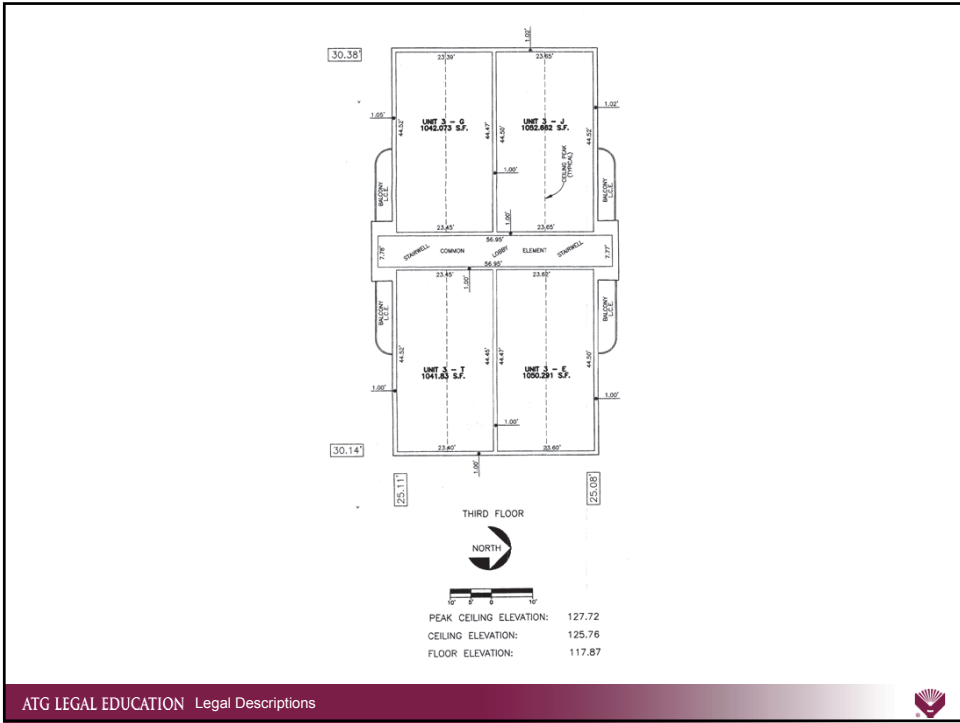 1.02'
30.38'
23.39'
23.65'
1.05'
1.02'
UNIT 3 - G
1042.073 S.F.
UNIT 3 - J
1052.662 S.F.
44.52'
44.47'
44.50'
44.52'
CEILING PEAK
(TYPICAL)
1.00'
BALCONY
L.C.E.
BALCONY
L.C.E.
1.00'
23.45'
23.65'
56.95'
7.78'
STAIRWELL
COMMON
LOBBY
ELEMENT
STAIRWELL
7.77'
56.95'
23.45'
23.62'
1.00'
BALCONY
L.C.E.
BALCONY
L.C.E.
44.52'
44.45'
44.47'
44.50'
UNIT 3 - T
1041.83 S.F.
UNIT 3 - E
1050.291 S.F.
1.00'
1.00'
1.00'
30.14'
23.40'
23.60'
1.00'
25.11'
25.08'
THIRD FLOOR
NORTH
10' 5' 0 10'
PEAK CEILING ELEVATION: 127.72
CEILING ELEVATION: 125.76
FLOOR ELEVATION: 117.87
ATG LEGAL EDUCATION Legal Descriptions
®